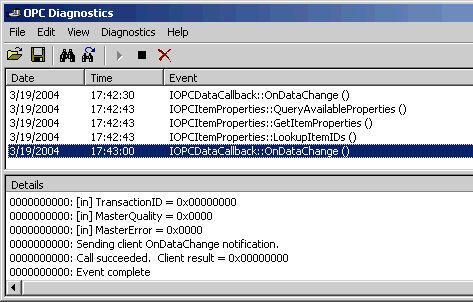 OPC Diagnostics
File Edit View Diagnostics Help
Date Time Event
3/19/2004 17:42:30 IOPCDataCallback::OnDataChange ()
3/19/2004 17:42:43 IOPCItemProperties::QueryAvailableProperties ()
3/19/2004 17:42:43 IOPCItemProperties::GetItemProperties ()
3/19/2004 17:42:43 IOPCItemProperties::LookupItemIDs ()
3/19/2004 17:43:00 IOPCDataCallback::OnDataChange ()
Details
0000000000: [in] TransactionID = 0x00000000
0000000000: [in] MasterQuality = 0x0000
0000000000: [in] MasterError = 0x0000
0000000000: Sending client OnDataChange notification.
0000000000: Call succeeded. Client result = 0x00000000
0000000000: Event complete